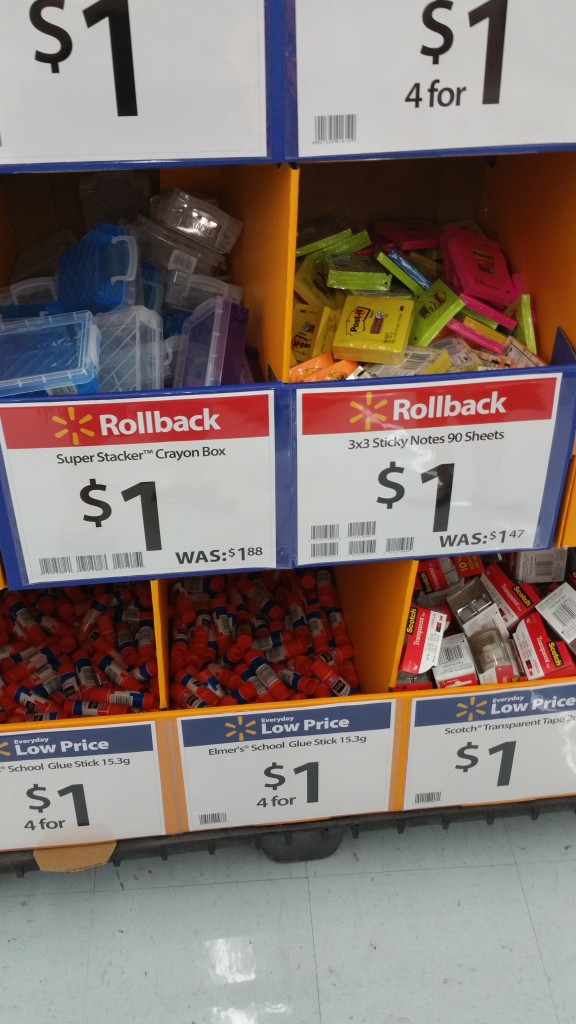 $1
$1
4 for
Rollback
Super Stacker™ Crayon Box
$1
WAS: $1 88
Rollback
3x3 Sticky Notes 90 Sheets
$1
WAS: $1 47
Post-it
Scotch
Transparent
Scotch
Everyday
Low Price
School Glue Stick 15.3g
$1
4 for
Everyday
Low Price
Elmer's® School Glue Stick 15.3g
$1
4 for
Everyday
Low Price
Scotch® Transparent Tape
$1